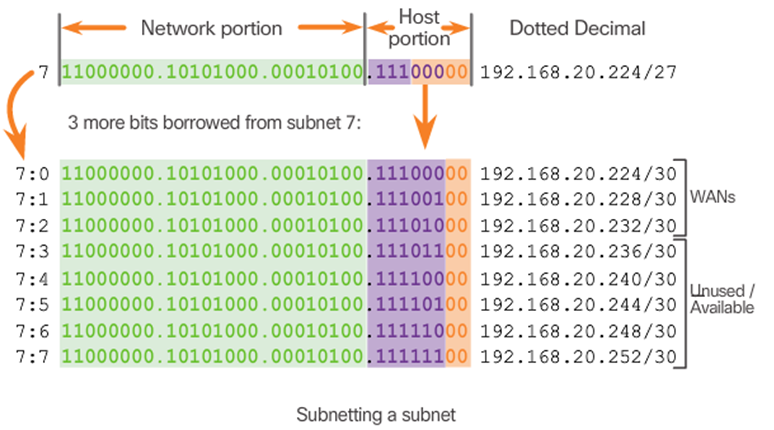 Network portion Host portion Dotted Decimal
7 11000000.10101000.00010100.11100000 192.168.20.224/27
3 more bits borrowed from subnet 7:
7:0 11000000.10101000.00010100.11100000 192.168.20.224/30
7:1 11000000.10101000.00010100.11100100 192.168.20.228/30
7:2 11000000.10101000.00010100.11101000 192.168.20.232/30
7:3 11000000.10101000.00010100.11101100 192.168.20.236/30
7:4 11000000.10101000.00010100.11110000 192.168.20.240/30
7:5 11000000.10101000.00010100.11110100 192.168.20.244/30
7:6 11000000.10101000.00010100.11111000 192.168.20.248/30
7:7 11000000.10101000.00010100.11111100 192.168.20.252/30
WANs
Unused /
Available
Subnetting a subnet